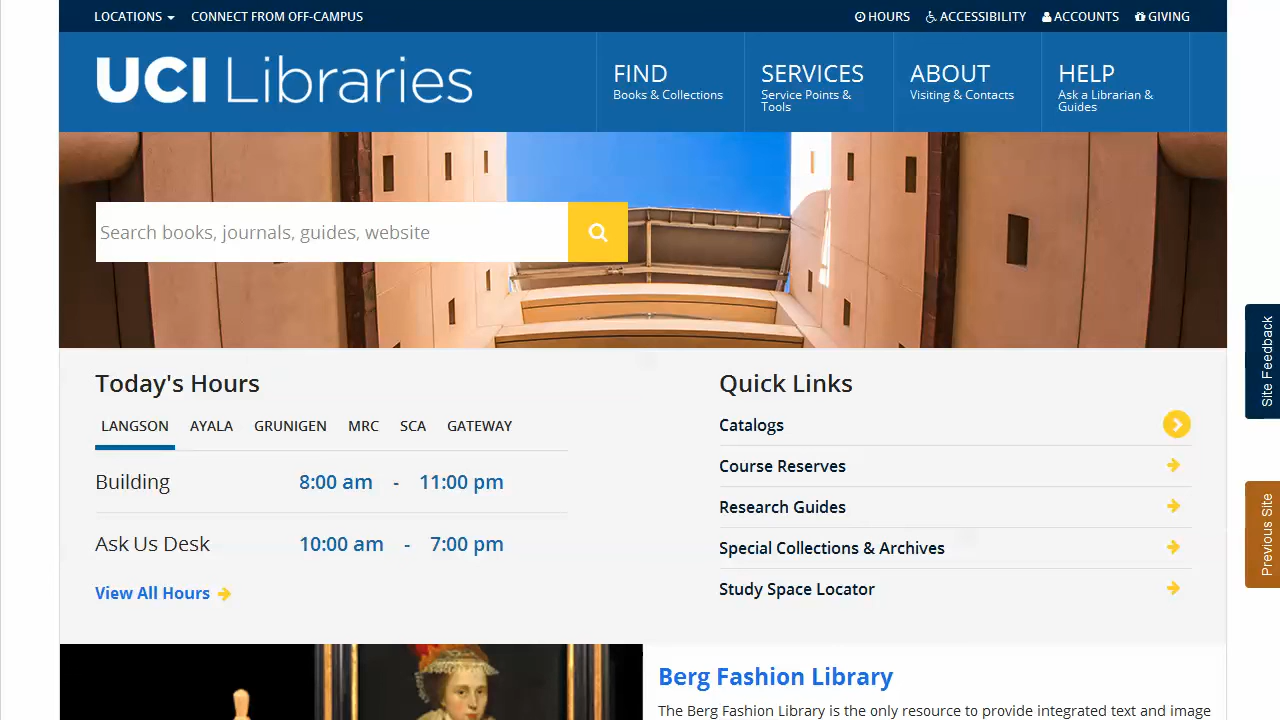 LOCATIONS CONNECT FROM OFF-CAMPUS HOURS ACCESSIBILITY ACCOUNTS GIVING
UCI Libraries
FIND
Books & Collections
SERVICES
Service Points &
Tools
ABOUT
Visiting & Contacts
HELP
Ask a Librarian &
Guides
Search books, journals, guides, website
Today's Hours
LANGSON AYALA GRUNIGEN MRC SCA GATEWAY
Building 8:00 am - 11:00 pm
Ask Us Desk 10:00 am - 7:00 pm
View All Hours
Quick Links
Catalogs
Course Reserves
Research Guides
Special Collections & Archives
Study Space Locator
Site Feedback
Previous Site
Berg Fashion Library
The Berg Fashion Library is the only resource to provide integrated text and image